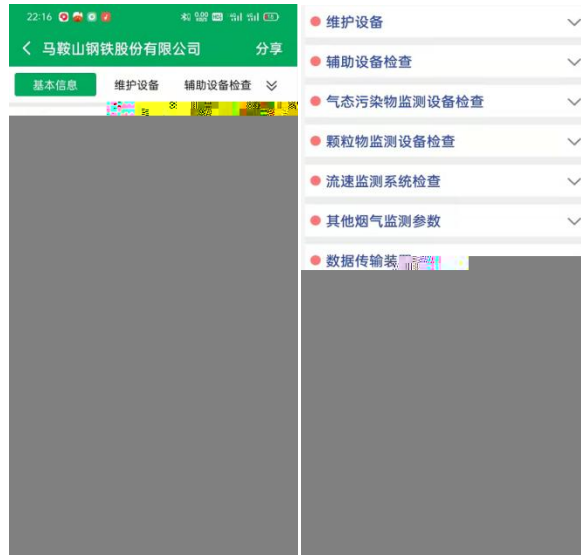 22:16
马鞍山钢铁股份有限公司
分享
基本信息 维护设备 辅助设备检查
维护设备
辅助设备检查
气态污染物监测设备检查
颗粒物监测设备检查
流速监测系统检查
其他烟气监测参数
数据传输装